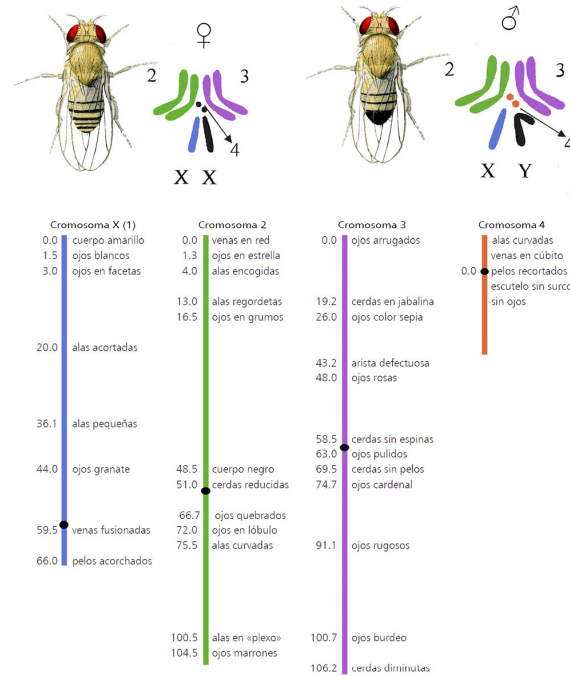 ♀
2
3
4
X X
♂
2
3
4
X Y
Cromosoma X (1)
0.0 cuerpo amarillo
1.5 ojos blancos
3.0 ojos en facetas
20.0 alas acortadas
36.1 alas pequeñas
44.0 ojos granate
59.5 venas fusionadas
66.0 pelos acorchados
Cromosoma 2
0.0 venas en red
1.3 ojos en estrella
4.0 alas encogidas
13.0 alas regordetas
16.5 ojos en grumos
48.5 cuerpo negro
51.0 cerdas reducidas
66.7 ojos quebrados
72.0 ojos en lóbulo
75.5 alas curvadas
100.5 alas en «plexo»
104.5 ojos marrones
Cromosoma 3
0.0 ojos arrugados
19.2 cerdas en jabalina
26.0 ojos color sepia
43.2 arista defectuosa
48.0 ojos rosas
58.5 cerdas sin espinas
63.0 ojos pulidos
69.5 cerdas sin pelos
74.7 ojos cardenal
91.1 ojos rugosos
100.7 ojos burdeo
106.2 cerdas diminutas
Cromosoma 4
alas curvadas
venas en cúbito
0.0 pelos recortados
escutelo sin surco
sin ojos